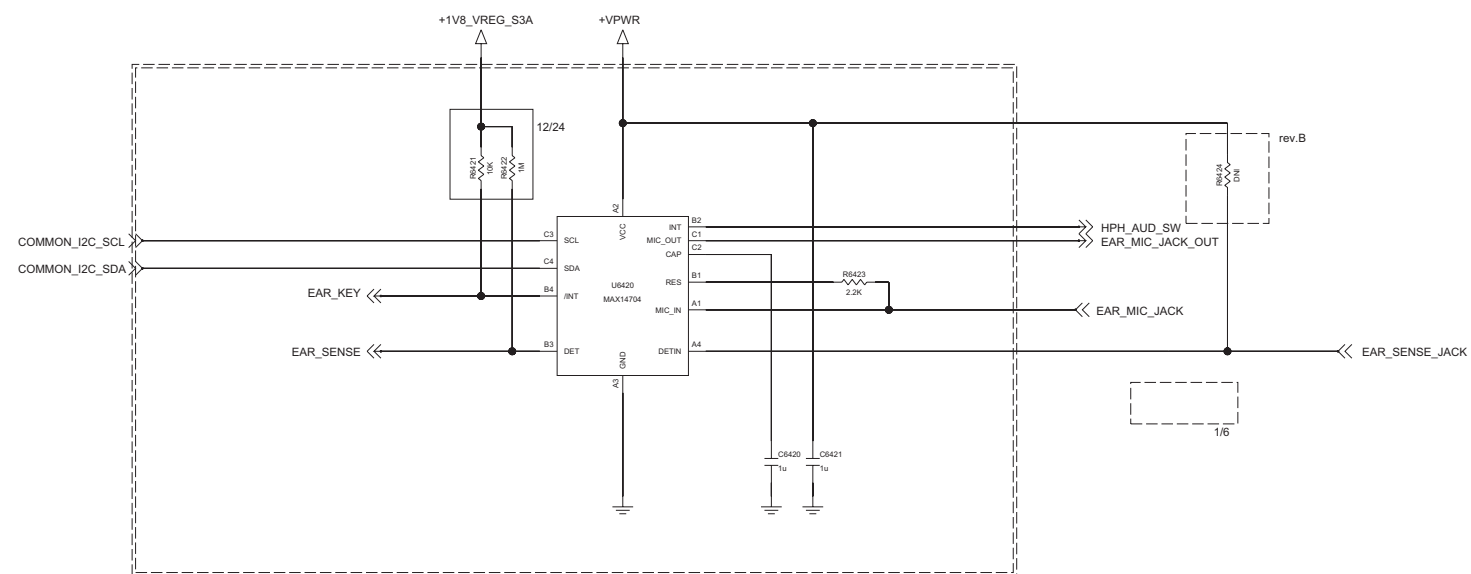 +1V8_VREG_S3A
+VPWR
12/24
rev.B
R6421
10K
R6422
1M
R6424
DNI
A2
VCC
COMMON_I2C_SCL
C3
SCL
INT
B2
HPH_AUD_SW
MIC_OUT
C1
EAR_MIC_JACK_OUT
CAP
C2
COMMON_I2C_SDA
C4
SDA
U6420
MAX14704
RES
B1
R6423
2.2K
EAR_KEY
B4
/INT
MIC_IN
A1
EAR_MIC_JACK
EAR_SENSE
B3
DET
DETIN
A4
EAR_SENSE_JACK
GND
A3
1/6
C6420
1u
C6421
1u